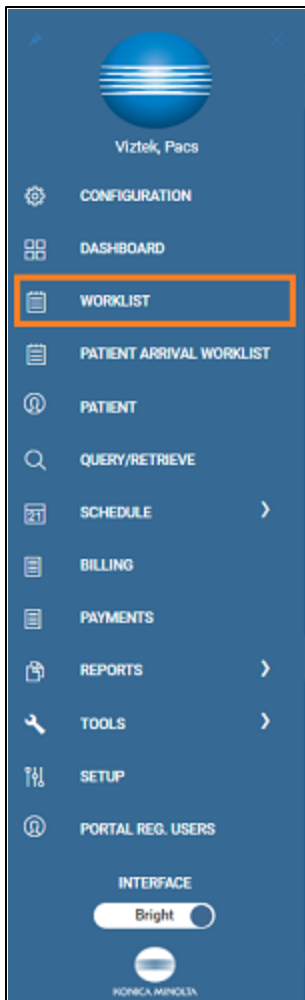 Viztek, Pacs
CONFIGURATION
DASHBOARD
WORKLIST
PATIENT ARRIVAL WORKLIST
PATIENT
QUERY/RETRIEVE
21
SCHEDULE
BILLING
PAYMENTS
REPORTS
TOOLS
SETUP
PORTAL REG. USERS
INTERFACE
Bright
KONICA MINOLTA